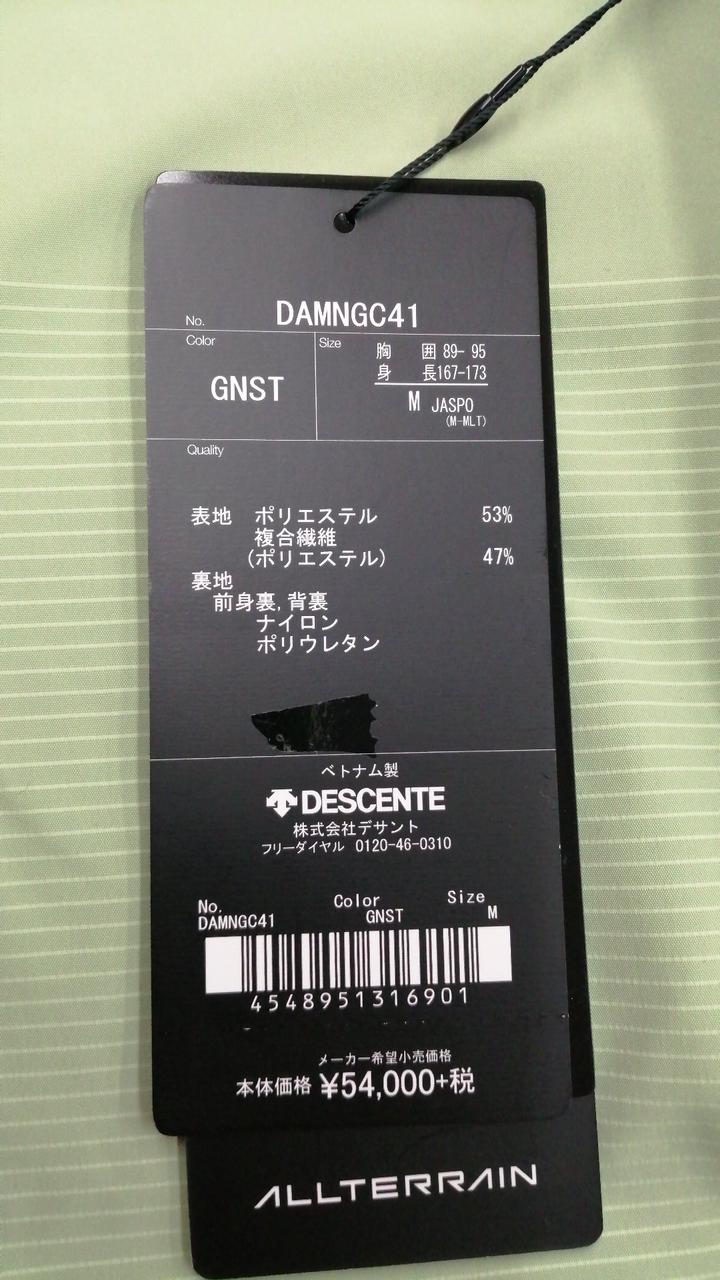 No. DAMNGC41
Color
GNST
Size
胸 囲 89- 95
身 長167-173
M JASPO
(M-MLT)
Quality
表地 ポリエステル 53%
複合繊維
(ポリエステル) 47%
裏地
前身裏,背裏
ナイロン
ポリウレタン
ベトナム製
DESCENTE
株式会社デサント
フリーダイヤル 0120-46-0310
No. Color Size
DAMNGC41 GNST M
4548951316901
メーカー希望小売価格
本体価格 ¥54,000+税
ALLTERRAIN